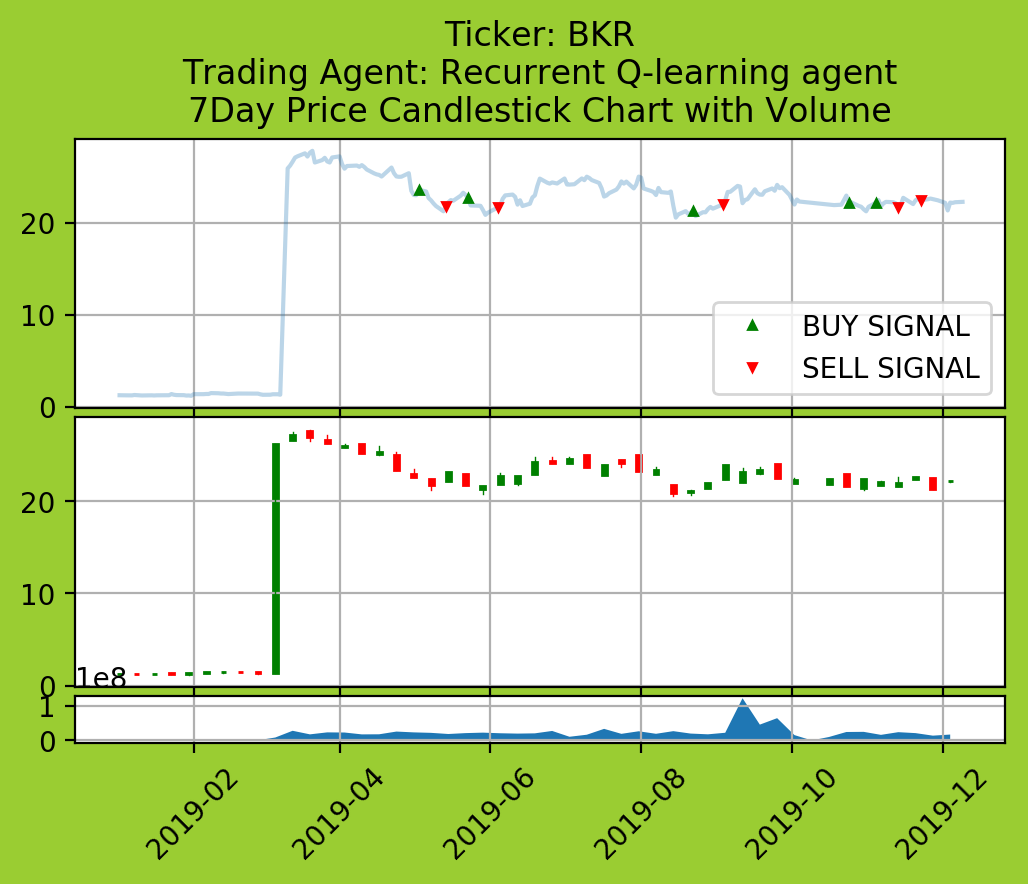 Ticker: BKR
Trading Agent: Recurrent Q-learning agent
7Day Price Candlestick Chart with Volume
20
10
0
BUY SIGNAL
SELL SIGNAL
20
10
0
1e8
1
0
2019-02
2019-04
2019-06
2019-08
2019-10
2019-12